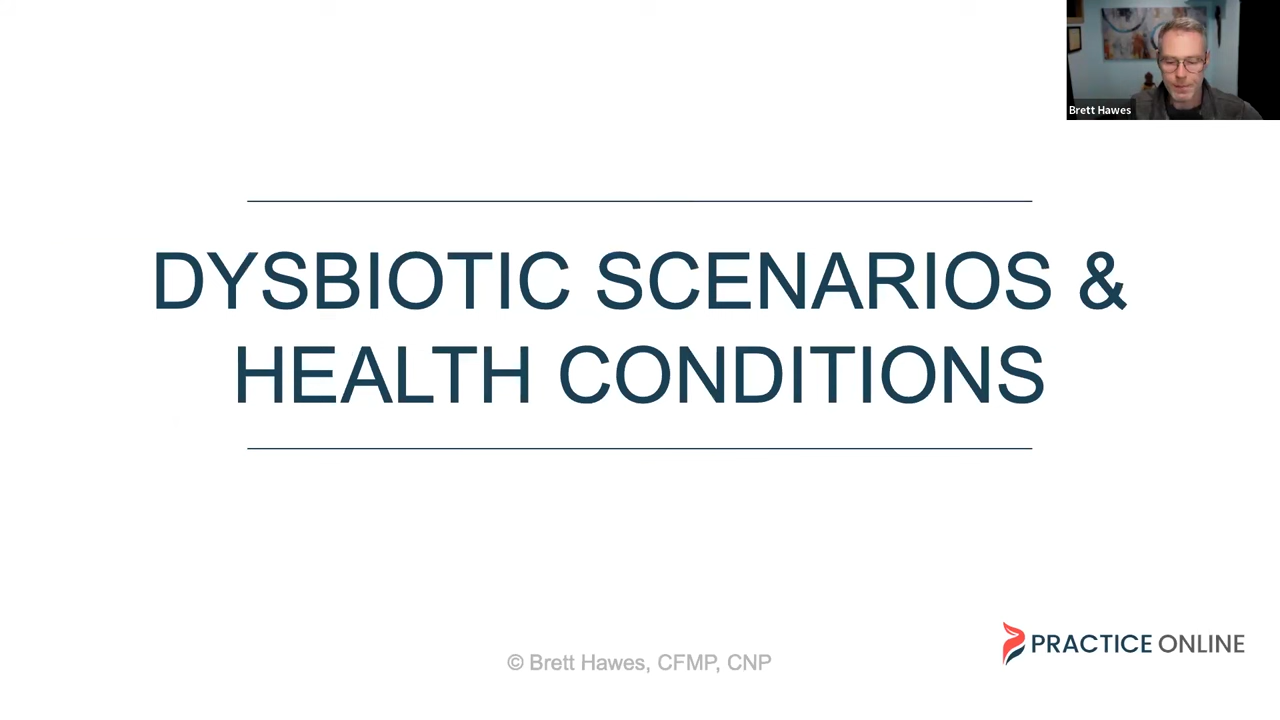 Brett Hawes
DYSBIOTIC SCENARIOS &
HEALTH CONDITIONS
© Brett Hawes, CFMP, CNP
PRACTICE ONLINE